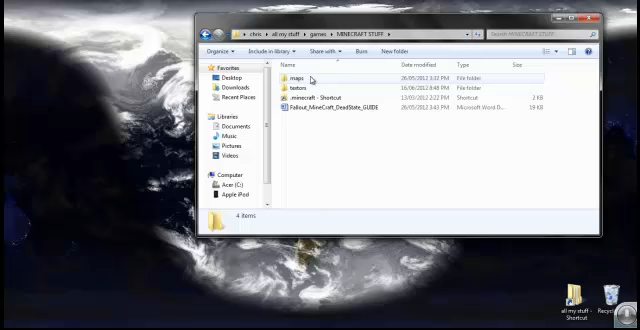 chris ▸ all my stuff ▸ games ▸ MINECRAFT STUFF ▸
Search MINECRAFT STUFF
Organize Include in library Share with Burn New folder
Name Date modified Type Size
Favorites
Desktop
Downloads
Recent Places
Libraries
Documents
Music
Pictures
Videos
Computer
Acer (C:)
Apple iPod
maps 26/05/2012 3:32 PM File folder
textors 16/06/2012 8:48 PM File folder
.minecraft - Shortcut 13/03/2012 2:22 PM Shortcut 2 KB
Fallout_MineCraft_DeadState_GUIDE 26/05/2012 3:43 PM Microsoft Word D... 19 KB
4 items
all my stuff -
Shortcut